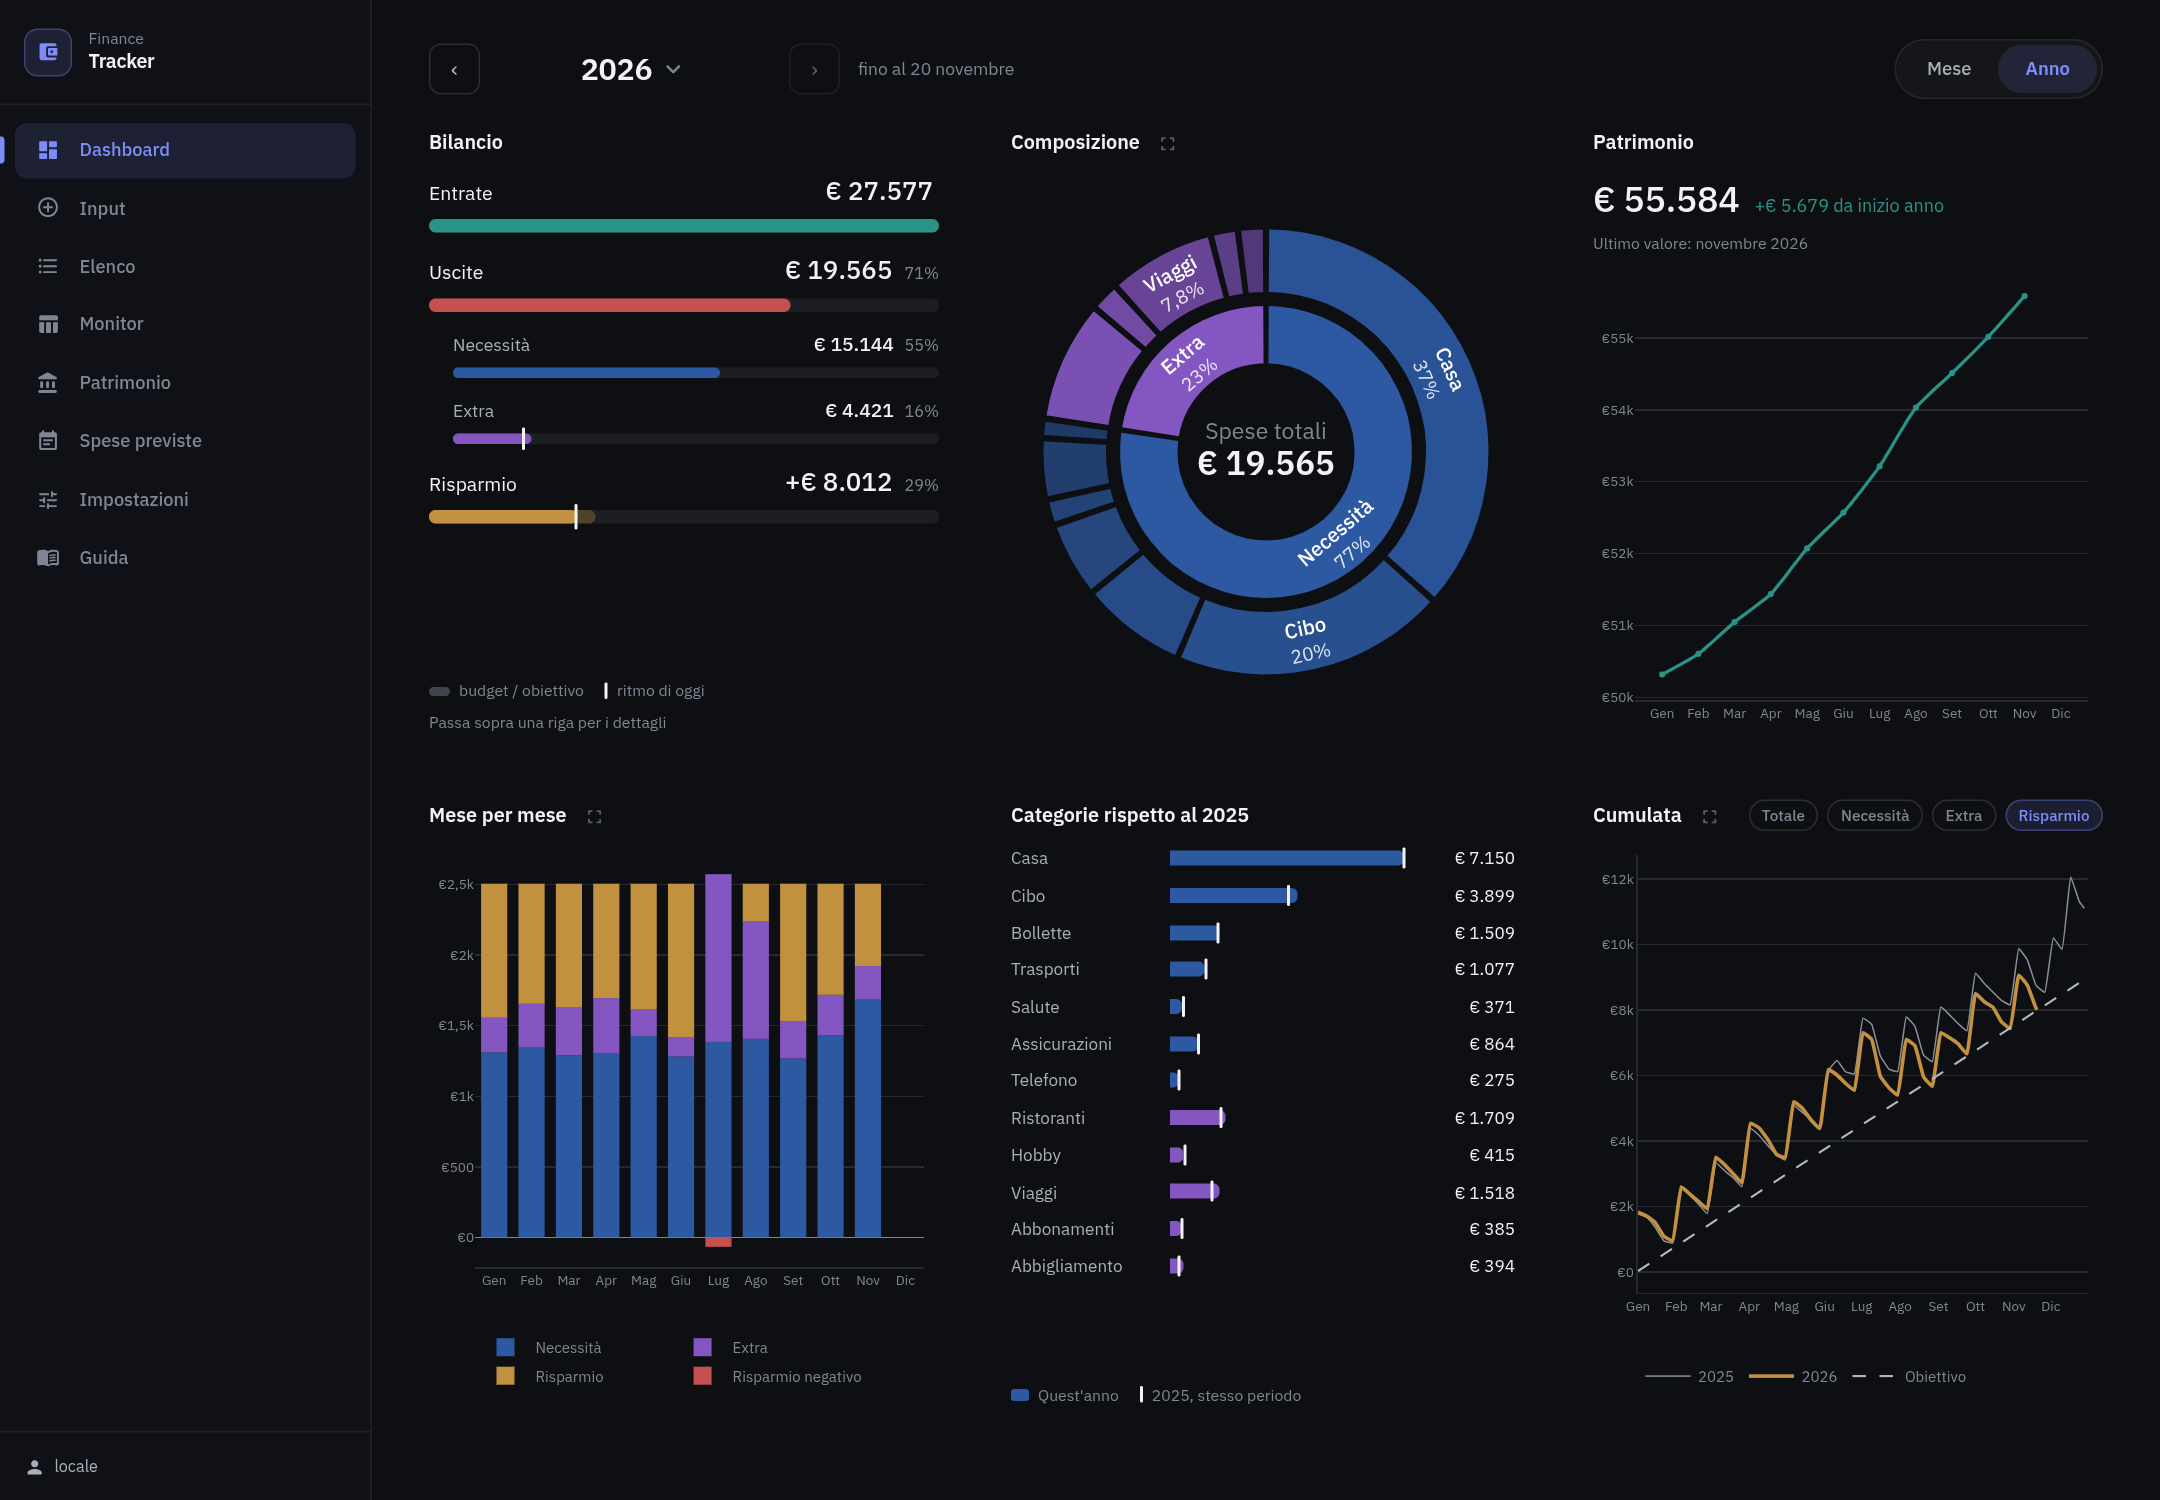 Finance
Tracker
Dashboard
Input
Elenco
Monitor
Patrimonio
Spese previste
Impostazioni
Guida
locale
‹
2026
›
fino al 20 novembre
Mese
Anno
Bilancio
Entrate € 27.577
Uscite € 19.565 71%
Necessità € 15.144 55%
Extra € 4.421 16%
Risparmio +€ 8.012 29%
budget / obiettivo ritmo di oggi
Passa sopra una riga per i dettagli
Composizione
Viaggi
7,8%
Extra
23%
Casa
37%
Spese totali
€ 19.565
Necessità
77%
Cibo
20%
Patrimonio
€ 55.584 +€ 5.679 da inizio anno
Ultimo valore: novembre 2026
€55k
€54k
€53k
€52k
€51k
€50k
Gen Feb Mar Apr Mag Giu Lug Ago Set Ott Nov Dic
Mese per mese
€2,5k
€2k
€1,5k
€1k
€500
€0
Gen Feb Mar Apr Mag Giu Lug Ago Set Ott Nov Dic
Necessità Extra
Risparmio Risparmio negativo
Categorie rispetto al 2025
Casa € 7.150
Cibo € 3.899
Bollette € 1.509
Trasporti € 1.077
Salute € 371
Assicurazioni € 864
Telefono € 275
Ristoranti € 1.709
Hobby € 415
Viaggi € 1.518
Abbonamenti € 385
Abbigliamento € 394
Quest'anno 2025, stesso periodo
Cumulata
Totale Necessità Extra Risparmio
€12k
€10k
€8k
€6k
€4k
€2k
€0
Gen Feb Mar Apr Mag Giu Lug Ago Set Ott Nov Dic
2025 2026 Obiettivo